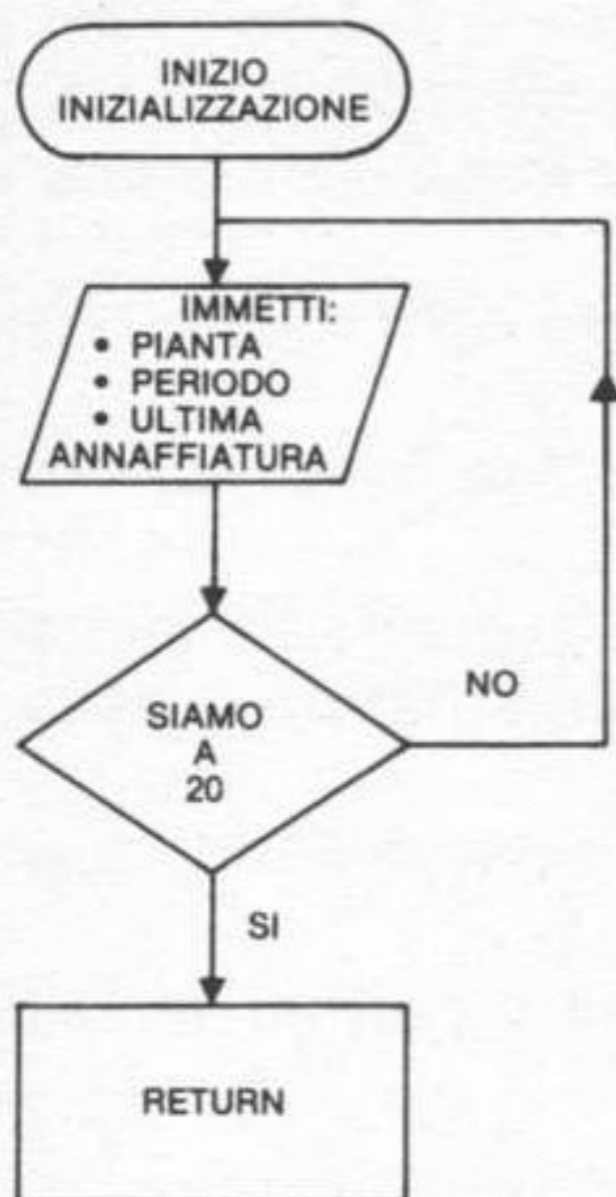 INIZIO
INIZIALIZZAZIONE
IMMETTI:
• PIANTA
• PERIODO
• ULTIMA
ANNAFFIATURA
SIAMO
A
20
NO
SI
RETURN